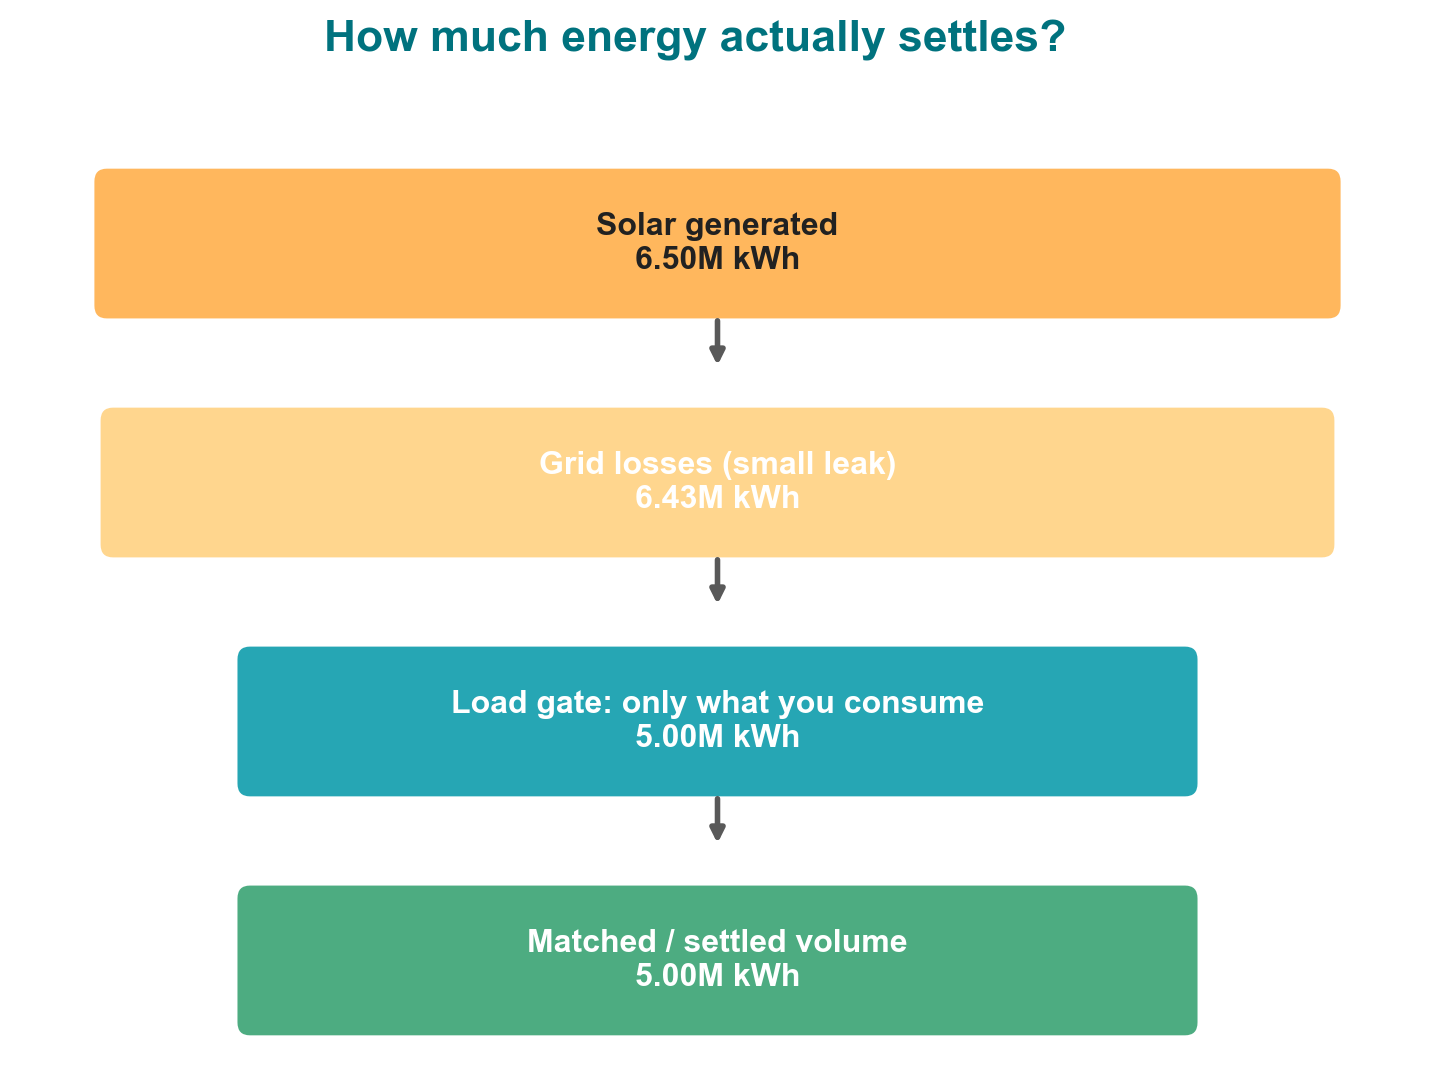 How much energy actually settles?
Solar generated
6.50M kWh
Grid losses (small leak)
6.43M kWh
Load gate: only what you consume
5.00M kWh
Matched / settled volume
5.00M kWh